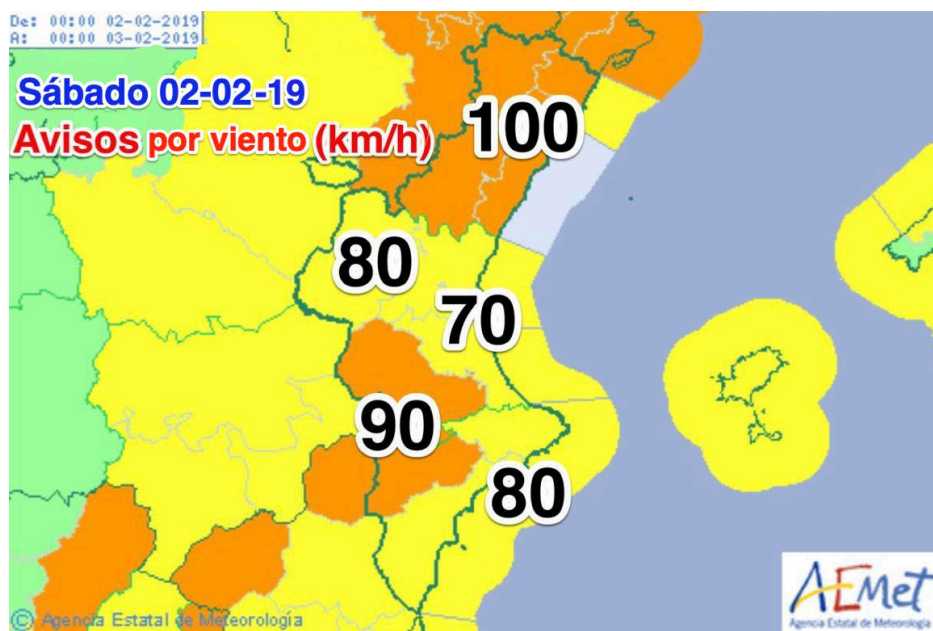 De: 00:00 02-02-2019
A: 00:00 03-02-2019
Sábado 02-02-19
Avisos por viento (km/h)
100
80
70
90
80
AEMet
Agencia Estatal de Meteorología
© Agencia Estatal de Meteorología